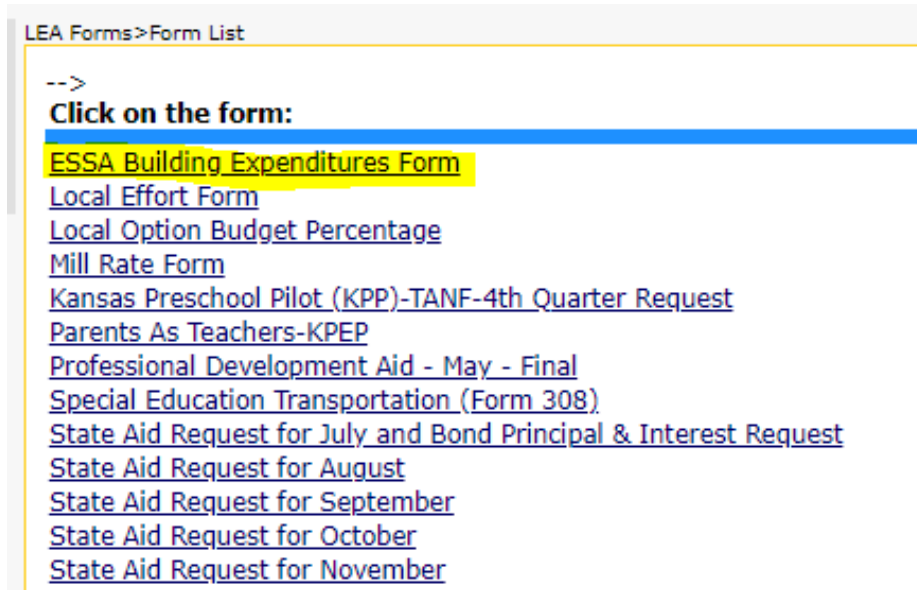 LEA Forms>Form List
-->
Click on the form:
ESSA Building Expenditures Form
Local Effort Form
Local Option Budget Percentage
Mill Rate Form
Kansas Preschool Pilot (KPP)-TANF-4th Quarter Request
Parents As Teachers-KPEP
Professional Development Aid - May - Final
Special Education Transportation (Form 308)
State Aid Request for July and Bond Principal & Interest Request
State Aid Request for August
State Aid Request for September
State Aid Request for October
State Aid Request for November